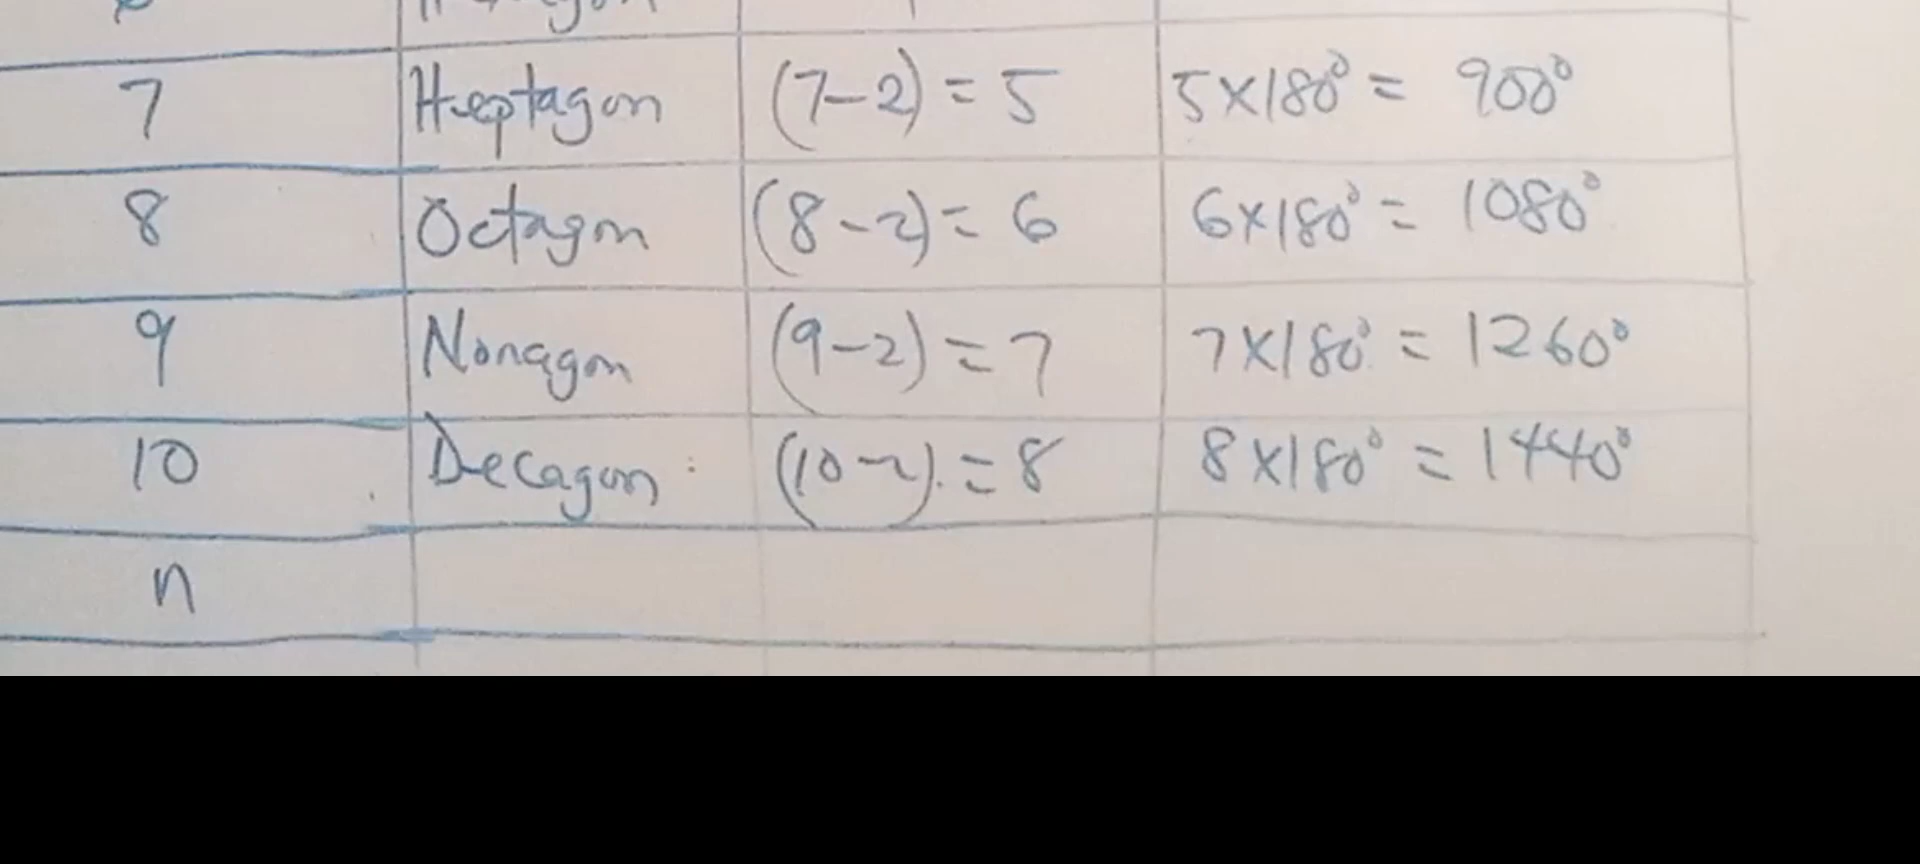 7 Heptagon (7-2) = 5 5×180° = 900°
8 Octagon (8-2) = 6 6×180° = 1080°
9 Nonagon (9-2) = 7 7×180° = 1260°
10 Decagon (10-2) = 8 8×180° = 1440°
n